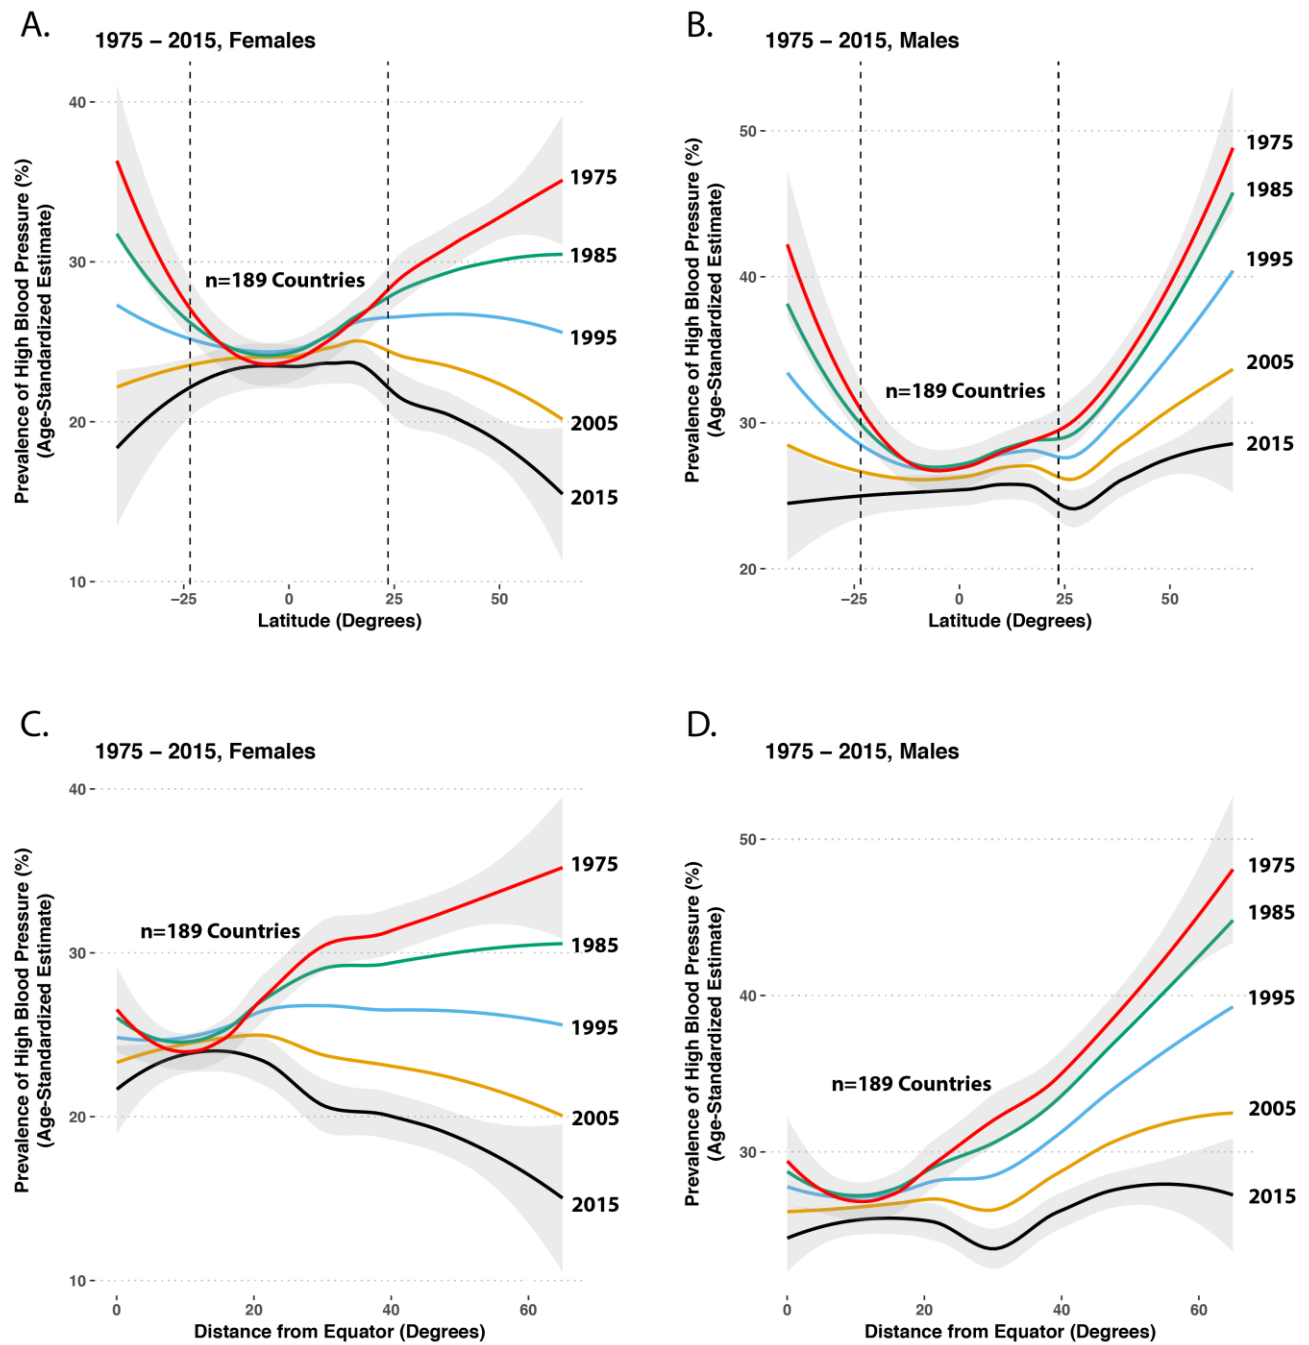 A.
1975 – 2015, Females
Prevalence of High Blood Pressure (%)
(Age-Standardized Estimate)
40
30
20
10
n=189 Countries
1975
1985
1995
2005
2015
−25
0
25
50
Latitude (Degrees)
B.
1975 – 2015, Males
Prevalence of High Blood Pressure (%)
(Age-Standardized Estimate)
50
40
30
20
n=189 Countries
1975
1985
1995
2005
2015
−25
0
25
50
Latitude (Degrees)
C.
1975 – 2015, Females
Prevalence of High Blood Pressure (%)
(Age-Standardized Estimate)
40
30
20
10
n=189 Countries
1975
1985
1995
2005
2015
0
20
40
60
Distance from Equator (Degrees)
D.
1975 – 2015, Males
Prevalence of High Blood Pressure (%)
(Age-Standardized Estimate)
50
40
30
n=189 Countries
1975
1985
1995
2005
2015
0
20
40
60
Distance from Equator (Degrees)